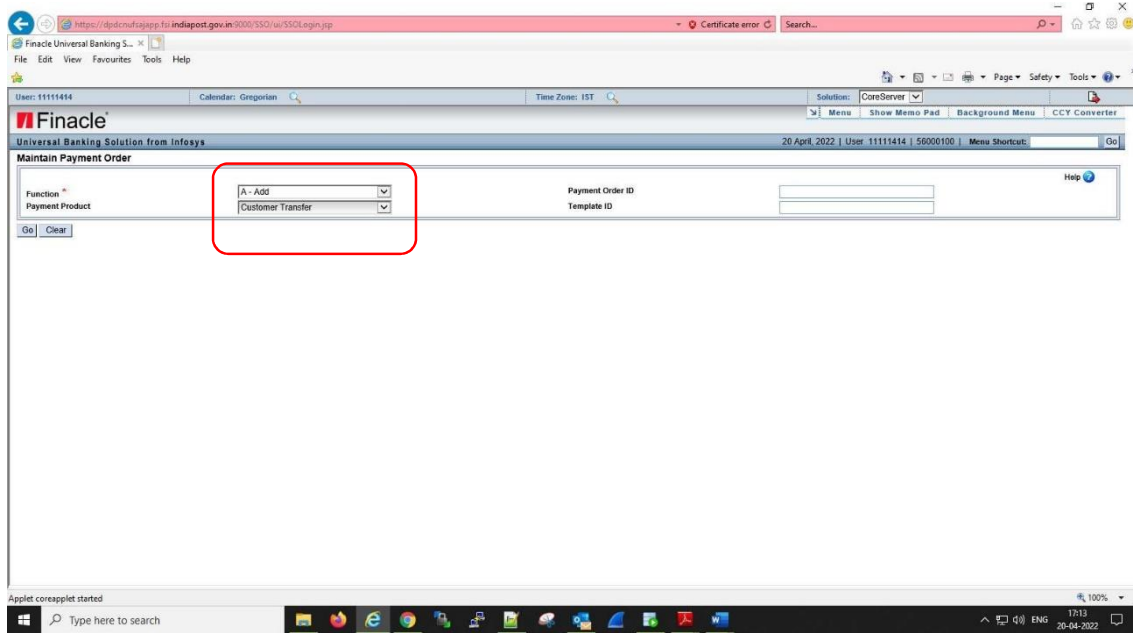 https://dpdcnufsajapp.fsi.indiapost.gov.in:9000/SSO/ui/SSOLogin.jsp Certificate error Search...
Finacle Universal Banking S...
File Edit View Favourites Tools Help
Page Safety Tools
User: 11111414 Calendar: Gregorian Time Zone: IST Solution: CoreServer
Finacle Menu Show Memo Pad Background Menu CCY Converter
Universal Banking Solution from Infosys 20 April, 2022 | User 11111414 | 56000100 | Menu Shortcut: Go
Maintain Payment Order
Help
Function * A - Add Payment Order ID
Payment Product Customer Transfer Template ID
Go Clear
Applet coreapplet started 100%
Type here to search ENG 17:13
20-04-2022